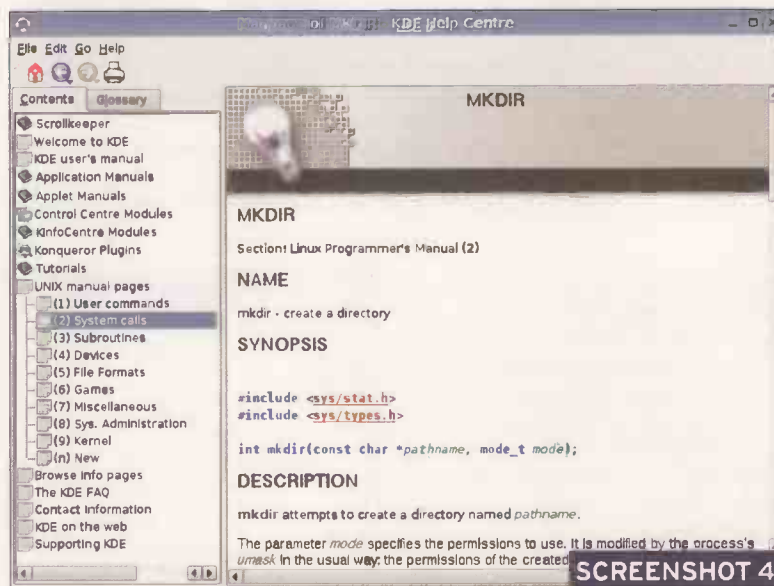 KDE Help Centre
File Edit Go Help
Contents Glossary
Scrollkeeper
Welcome to KDE
KDE user's manual
Application Manuals
Applet Manuals
Control Centre Modules
KInfoCentre Modules
Konqueror Plugins
Tutorials
UNIX manual pages
(1) User commands
(2) System calls
(3) Subroutines
(4) Devices
(5) File Formats
(6) Games
(7) Miscellaneous
(8) Sys. Administration
(9) Kernel
(n) New
Browse info pages
The KDE FAQ
Contact Information
KDE on the web
Supporting KDE
MKDIR
MKDIR
Section: Linux Programmer's Manual (2)
NAME
mkdir - create a directory
SYNOPSIS
#include <sys/stat.h>
#include <sys/types.h>
int mkdir(const char *pathname, mode_t mode);
DESCRIPTION
mkdir attempts to create a directory named pathname.
The parameter mode specifies the permissions to use. It is modified by the process's
umask in the usual way: the permissions of the created
SCREENSHOT 4